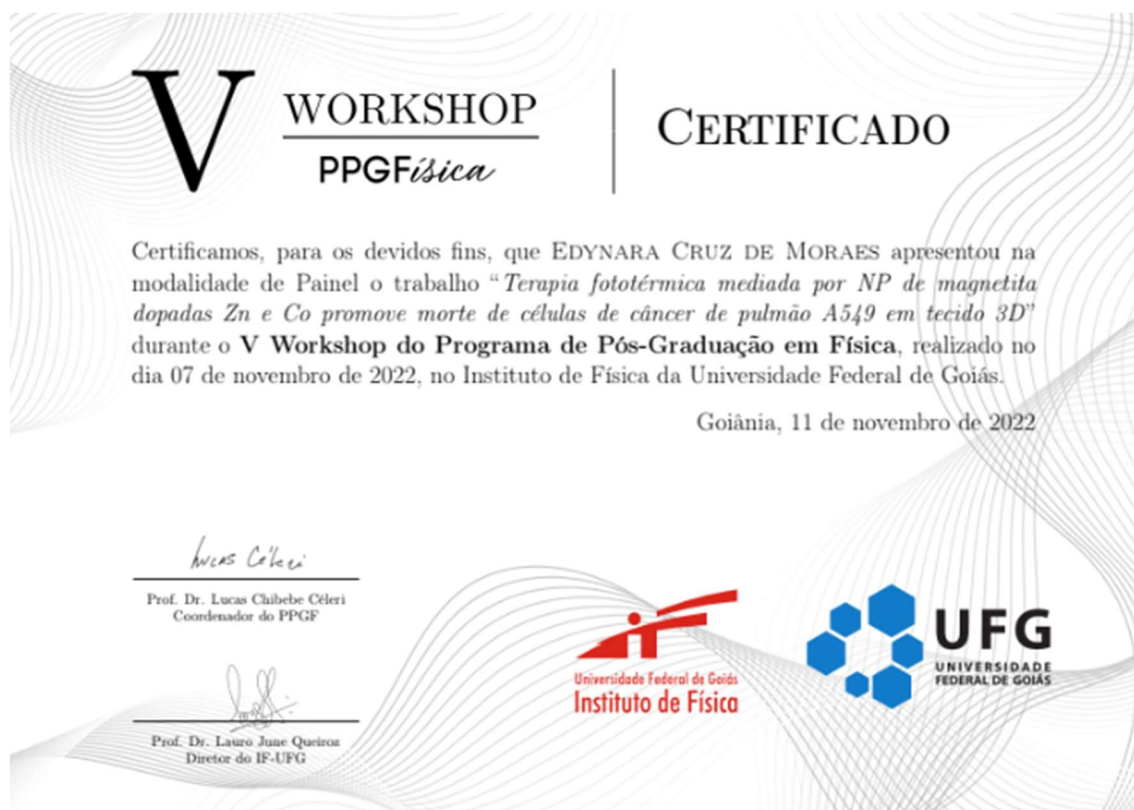 V WORKSHOP
PPGFísica
CERTIFICADO
Certificamos, para os devidos fins, que EDYNARA CRUZ DE MORAES apresentou na
modalidade de Painel o trabalho “Terapia fototérmica mediada por NP de magnetita
dopadas Zn e Co promove morte de células de câncer de pulmão A549 em tecido 3D”
durante o V Workshop do Programa de Pós-Graduação em Física, realizado no
dia 07 de novembro de 2022, no Instituto de Física da Universidade Federal de Goiás.
Goiânia, 11 de novembro de 2022
Lucas Céleri
Prof. Dr. Lucas Chibebe Céleri
Coordenador do PPGF
Prof. Dr. Lauro June Queiroz
Diretor do IF-UFG
IF
Universidade Federal de Goiás
Instituto de Física
UFG
UNIVERSIDADE
FEDERAL DE GOIÁS